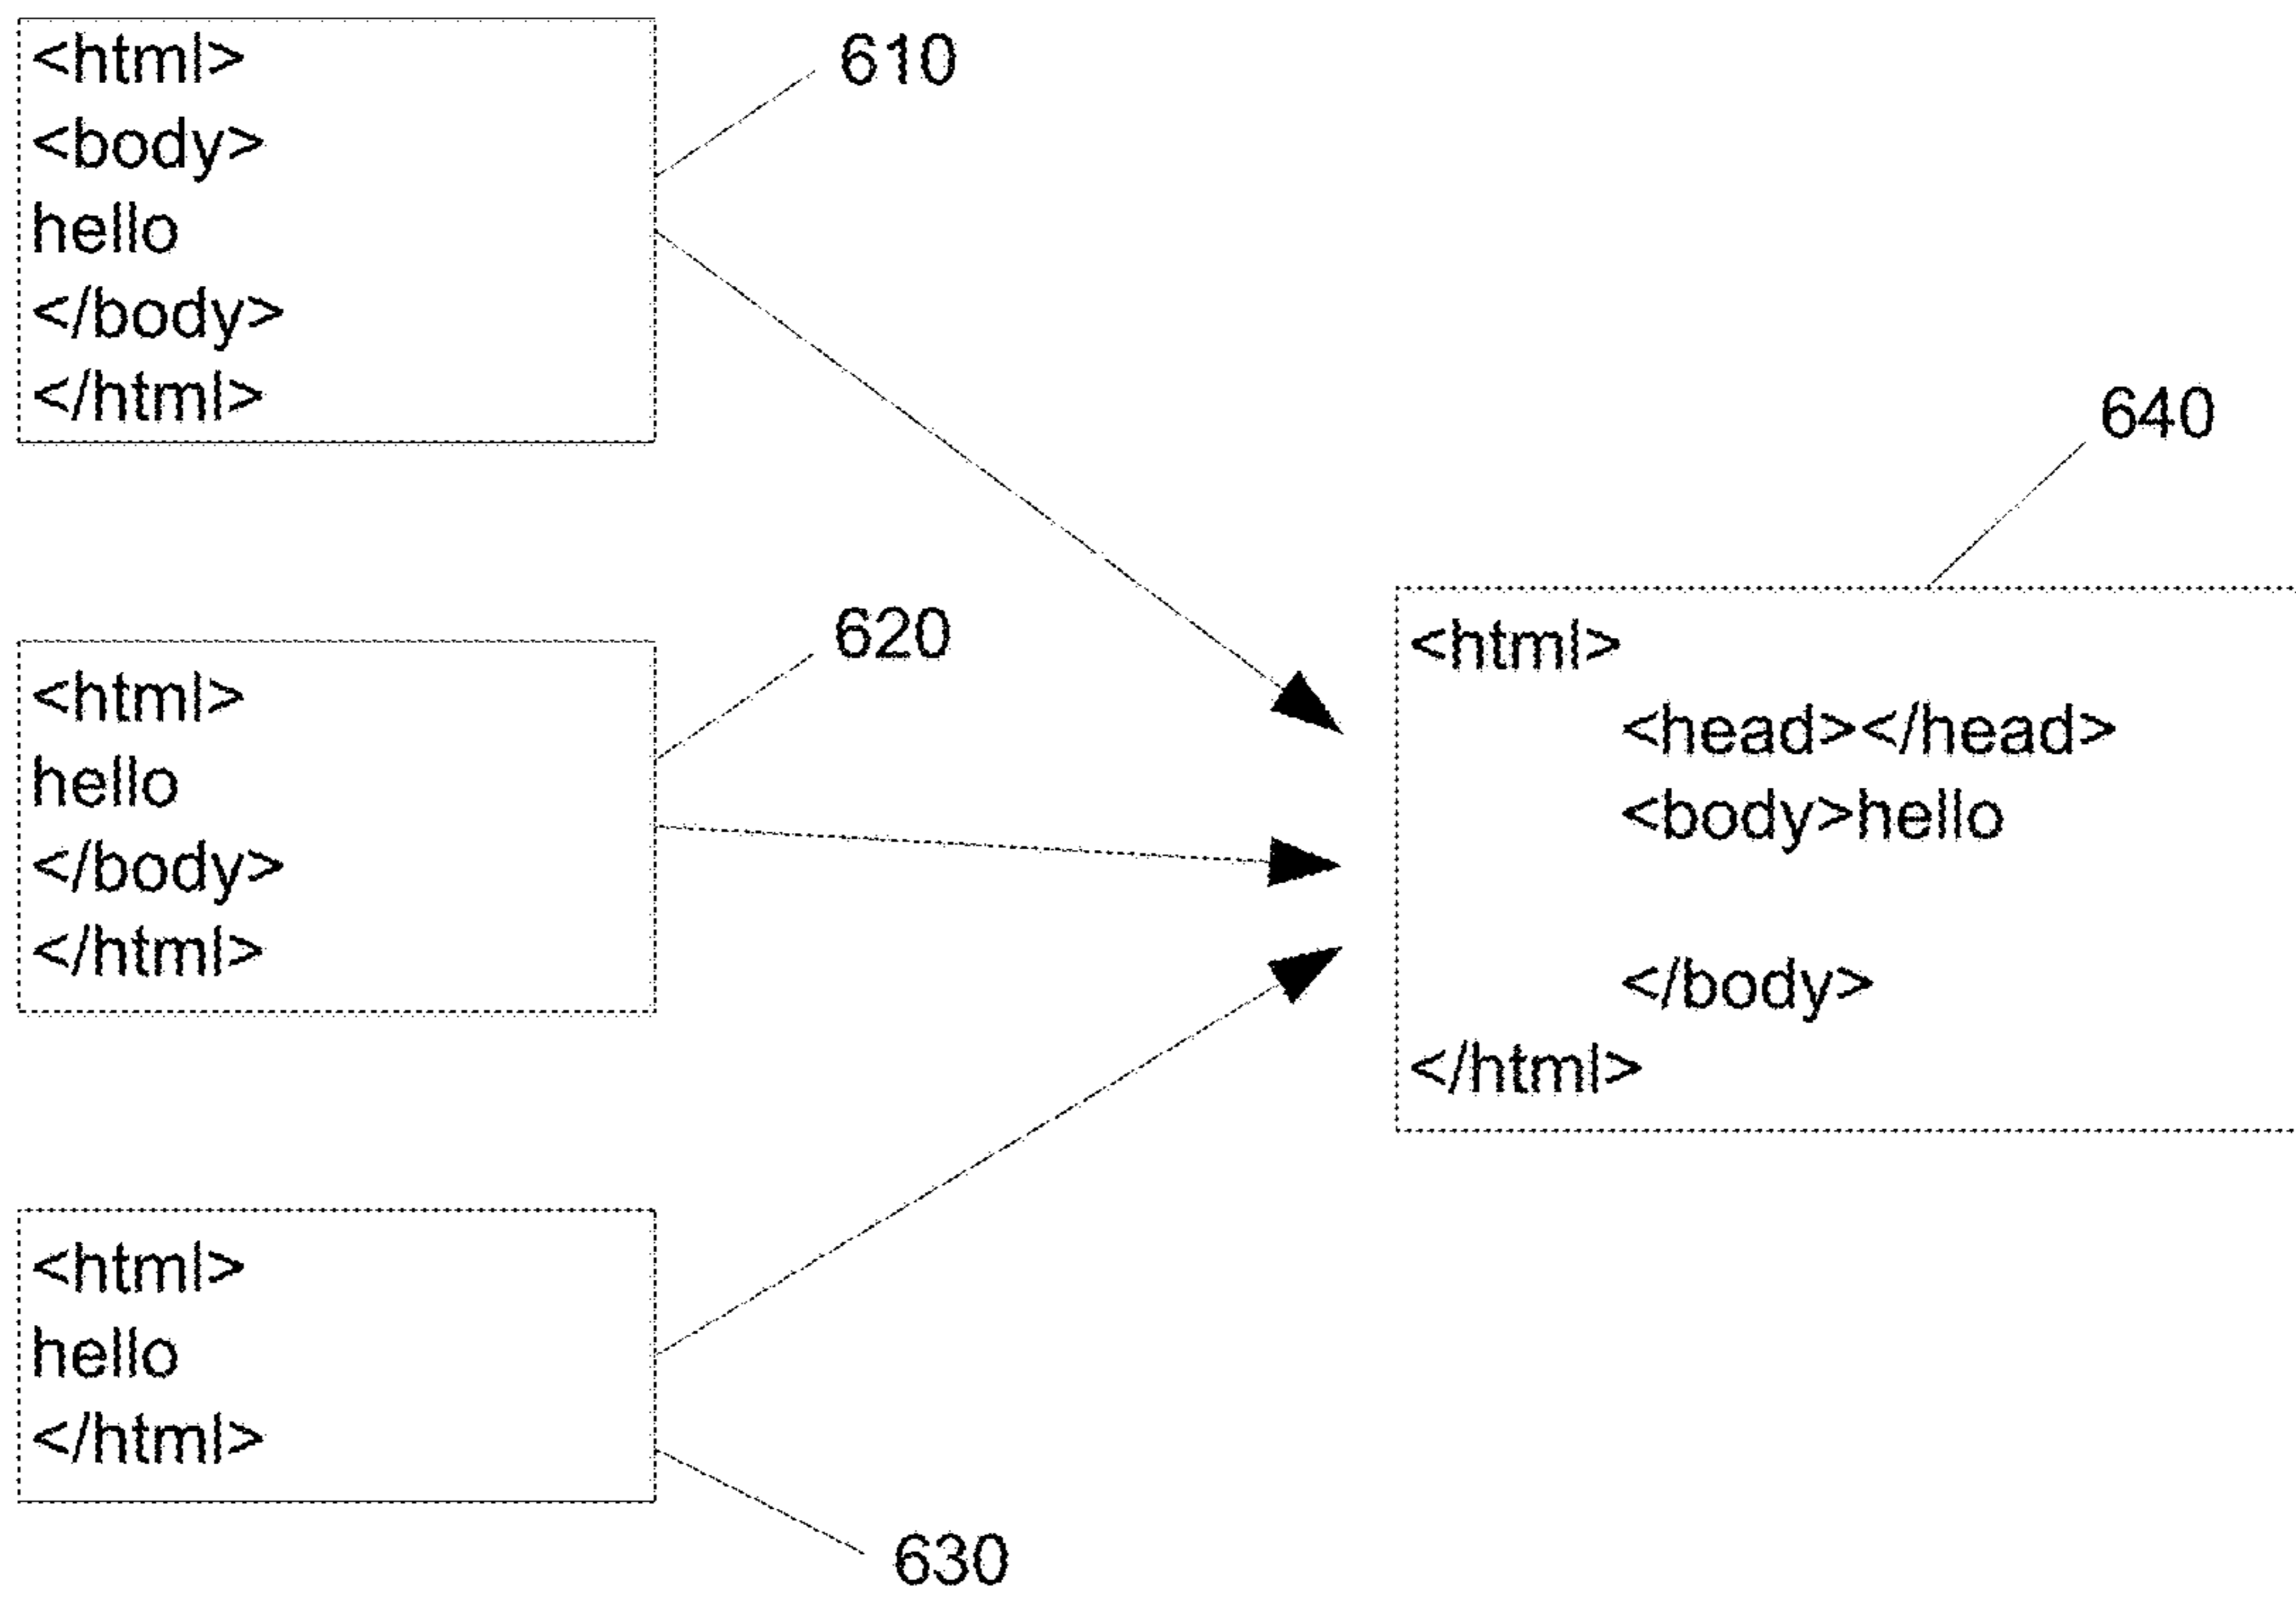 <html>
<body>
hello
</body>
</html>
610
<html>
hello
</body>
</html>
620
<html>
hello
</html>
630
640
<html>
<head></head>
<body>hello
</body>
</html>